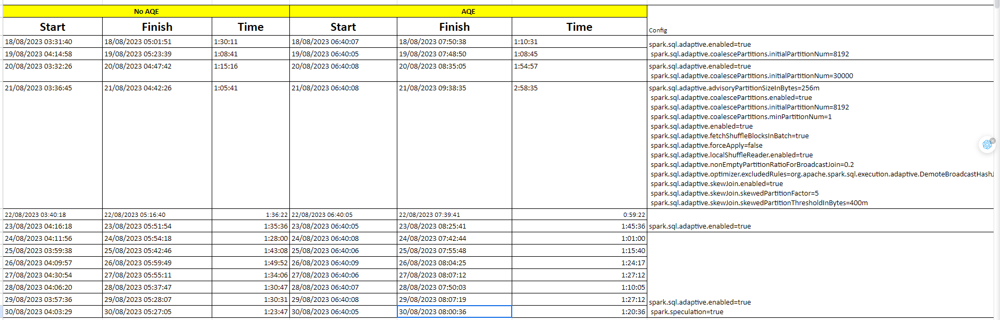 No AQE AQE
Start Finish Time Start Finish Time
Config
18/08/2023 03:31:40 18/08/2023 05:01:51 1:30:11 18/08/2023 06:40:07 18/08/2023 07:50:38 1:10:31
spark.sql.adaptive.enabled=true
19/08/2023 04:14:58 19/08/2023 05:23:39 1:08:41 19/08/2023 06:40:05 19/08/2023 07:48:50 1:08:45
spark.sql.adaptive.coalescePartitions.initialPartitionNum=8192
20/08/2023 03:32:26 20/08/2023 04:47:42 1:15:16 20/08/2023 06:40:08 20/08/2023 08:35:05 1:54:57
spark.sql.adaptive.enabled=true
spark.sql.adaptive.coalescePartitions.initialPartitionNum=30000
21/08/2023 03:36:45 21/08/2023 04:42:26 1:05:41 21/08/2023 06:40:08 21/08/2023 09:38:35 2:58:35
spark.sql.adaptive.advisoryPartitionSizeInBytes=256m
spark.sql.adaptive.coalescePartitions.enabled=true
spark.sql.adaptive.coalescePartitions.initialPartitionNum=8192
spark.sql.adaptive.coalescePartitions.minPartitionNum=1
spark.sql.adaptive.enabled=true
spark.sql.adaptive.fetchShuffleBlocksInBatch=true
spark.sql.adaptive.forceApply=false
spark.sql.adaptive.localShuffleReader.enabled=true
spark.sql.adaptive.nonEmptyPartitionRatioForBroadcastJoin=0.2
spark.sql.adaptive.optimizer.excludedRules=org.apache.spark.sql.execution.adaptive.DemoteBroadcastHashJ
spark.sql.adaptive.skewJoin.enabled=true
spark.sql.adaptive.skewJoin.skewedPartitionFactor=5
spark.sql.adaptive.skewJoin.skewedPartitionThresholdInBytes=400m
22/08/2023 03:40:18 22/08/2023 05:16:40 1:36:22 22/08/2023 06:40:05 22/08/2023 07:39:41 0:59:22
23/08/2023 04:16:18 23/08/2023 05:51:54 1:35:36 23/08/2023 06:40:05 23/08/2023 08:25:41 1:45:36 spark.sql.adaptive.enabled=true
24/08/2023 04:11:56 24/08/2023 05:54:18 1:28:00 24/08/2023 06:40:08 24/08/2023 07:42:44 1:01:00
25/08/2023 03:59:38 25/08/2023 05:42:46 1:43:08 25/08/2023 06:40:06 25/08/2023 07:55:48 1:15:40
26/08/2023 04:09:57 26/08/2023 05:59:49 1:49:52 26/08/2023 06:40:09 26/08/2023 08:04:25 1:24:17
27/08/2023 04:30:54 27/08/2023 05:55:11 1:34:06 27/08/2023 06:40:06 27/08/2023 08:07:12 1:27:12
28/08/2023 04:06:20 28/08/2023 05:37:47 1:30:47 28/08/2023 06:40:07 28/08/2023 07:50:03 1:10:05
29/08/2023 03:57:36 29/08/2023 05:28:07 1:30:31 29/08/2023 06:40:08 29/08/2023 08:07:19 1:27:12 spark.sql.adaptive.enabled=true
30/08/2023 04:03:29 30/08/2023 05:27:05 1:23:47 30/08/2023 06:40:05 30/08/2023 08:00:36 1:20:36 spark.speculation=true